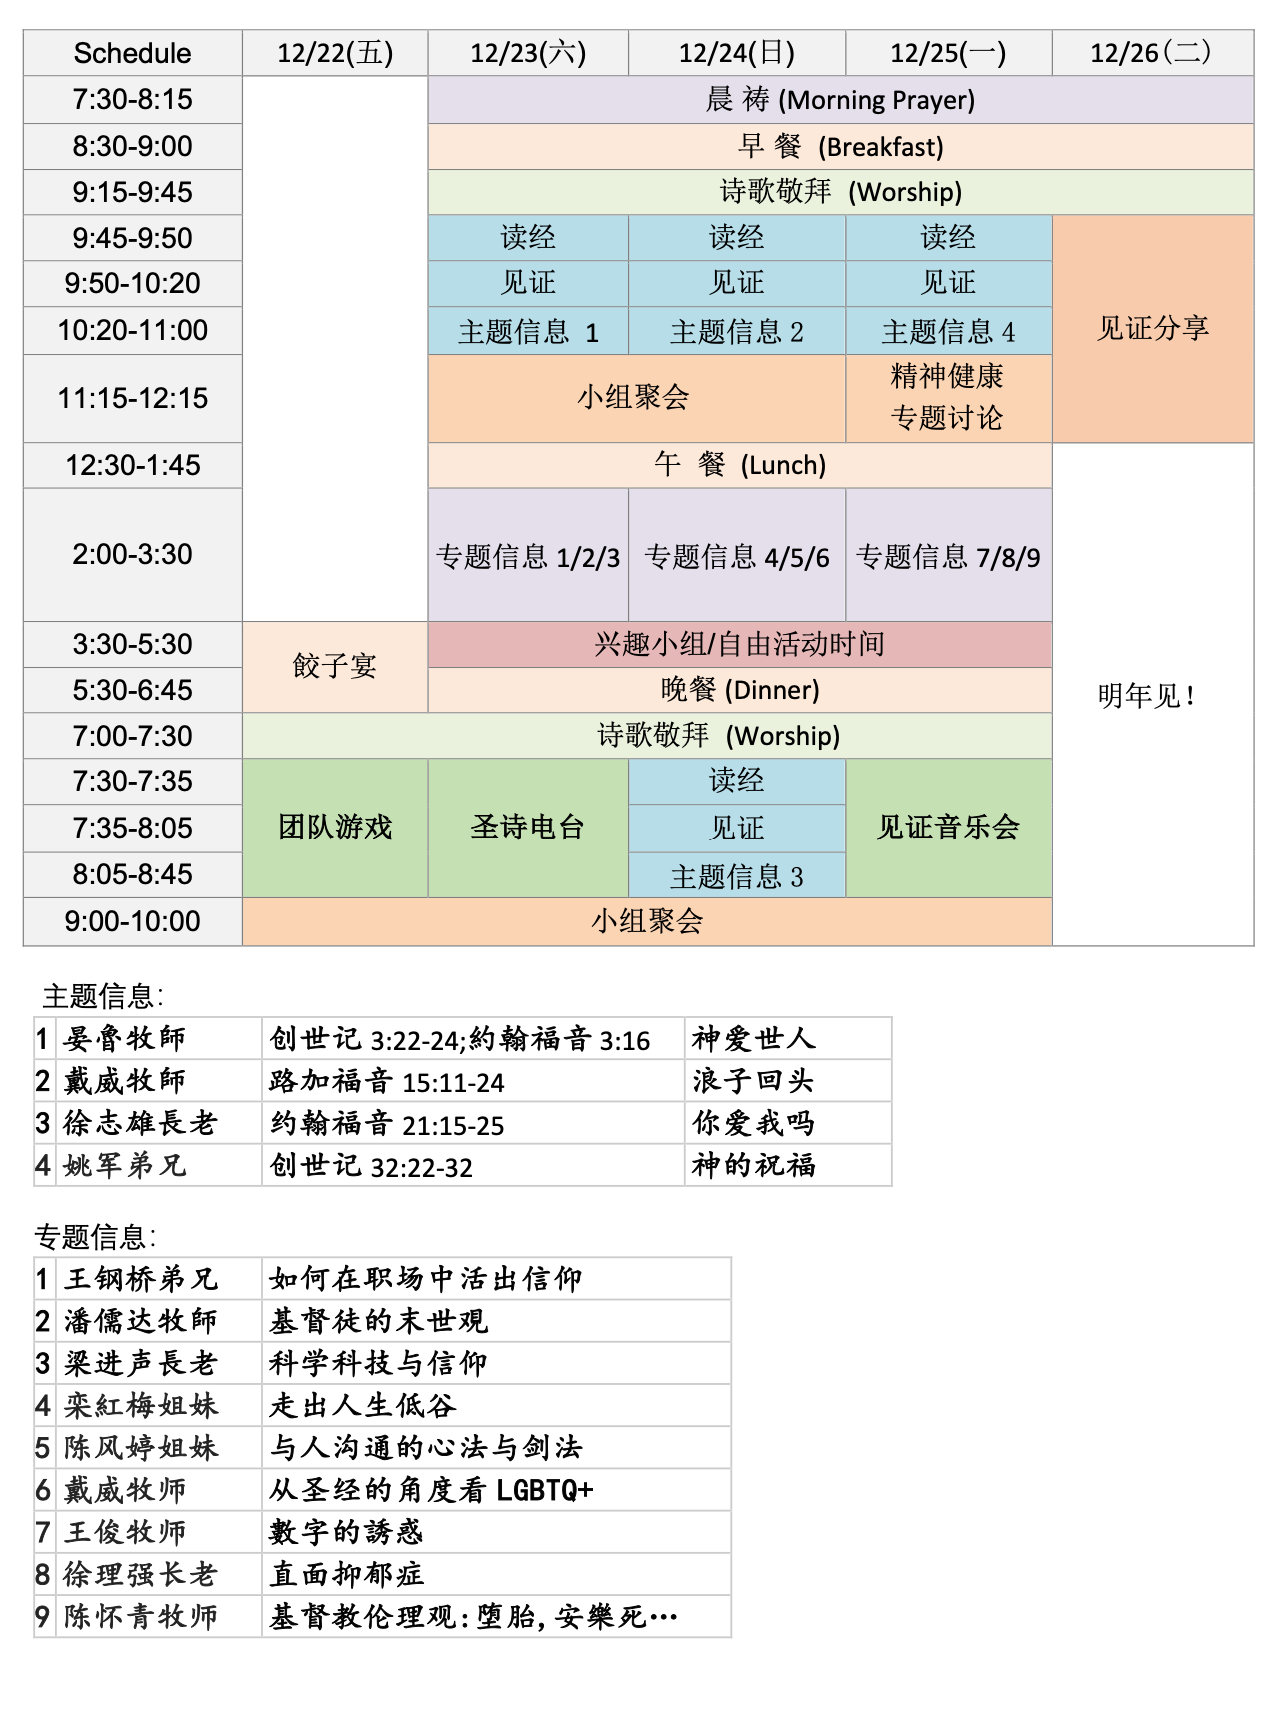 Schedule 12/22(五) 12/23(六) 12/24(日) 12/25(一) 12/26(二)
7:30-8:15 晨 祷 (Morning Prayer)
8:30-9:00 早 餐 (Breakfast)
9:15-9:45 诗歌敬拜 (Worship)
9:45-9:50 读经 读经 读经
9:50-10:20 见证 见证 见证
10:20-11:00 主题信息 1 主题信息 2 主题信息 4 见证分享
11:15-12:15 小组聚会 精神健康
专题讨论
12:30-1:45 午 餐 (Lunch)
2:00-3:30 专题信息 1/2/3 专题信息 4/5/6 专题信息 7/8/9
3:30-5:30 餃子宴 兴趣小组/自由活动时间
5:30-6:45 晚餐 (Dinner) 明年见!
7:00-7:30 诗歌敬拜 (Worship)
7:30-7:35 读经
7:35-8:05 团队游戏 圣诗电台 见证 见证音乐会
8:05-8:45 主题信息 3
9:00-10:00 小组聚会
主题信息:
1 晏魯牧師 创世记 3:22-24;約翰福音 3:16 神爱世人
2 戴威牧師 路加福音 15:11-24 浪子回头
3 徐志雄長老 约翰福音 21:15-25 你爱我吗
4 姚军弟兄 创世记 32:22-32 神的祝福
专题信息:
1 王钢桥弟兄 如何在职场中活出信仰
2 潘儒达牧師 基督徒的末世觀
3 梁进声長老 科学科技与信仰
4 栾紅梅姐妹 走出人生低谷
5 陈风婷姐妹 与人沟通的心法与剑法
6 戴威牧师 从圣经的角度看 LGBTQ+
7 王俊牧师 數字的誘惑
8 徐理强长老 直面抑郁症
9 陈怀青牧师 基督教伦理观:堕胎,安樂死…